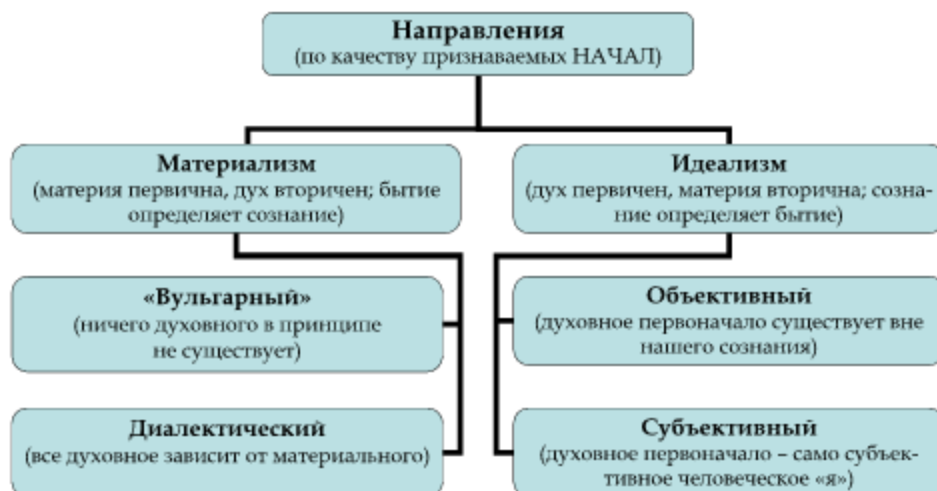 Направления
(по качеству признаваемых НАЧАЛ)
Материализм
(материя первична, дух вторичен; бытие
определяет сознание)
Идеализм
(дух первичен, материя вторична; созна-
ние определяет бытие)
«Вульгарный»
(ничего духовного в принципе
не существует)
Объективный
(духовное первоначало существует вне
нашего сознания)
Диалектический
(все духовное зависит от материального)
Субъективный
(духовное первоначало – само субъек-
тивное человеческое «я»)